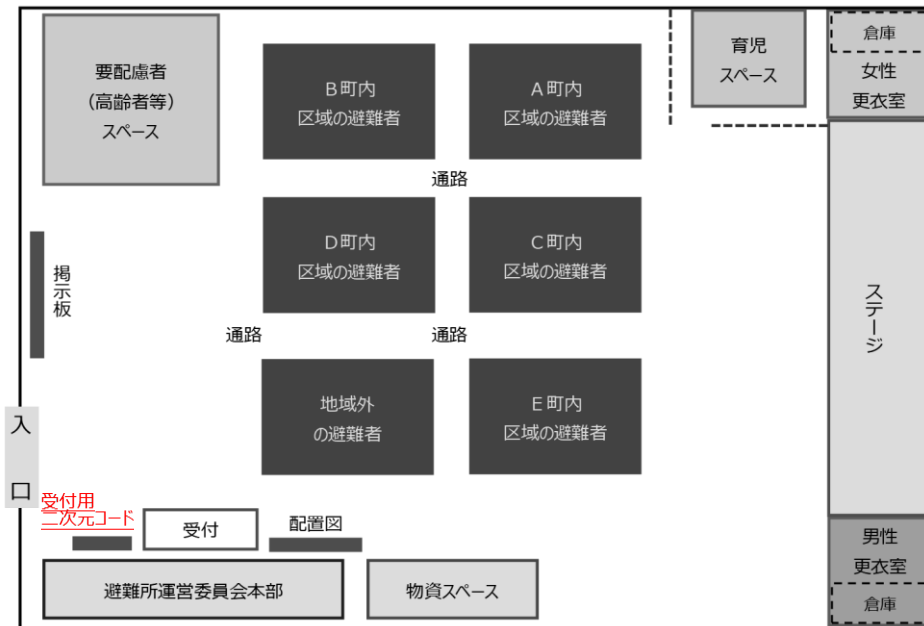 要配慮者
(高齢者等)
スペース
B町内
区域の避難者
A町内
区域の避難者
育児
スペース
倉庫
女性
更衣室
通路
掲示板
D町内
区域の避難者
C町内
区域の避難者
ステージ
通路
通路
地域外
の避難者
E町内
区域の避難者
入口
受付用
二次元コード
受付
配置図
避難所運営委員会本部
物資スペース
男性
更衣室
倉庫